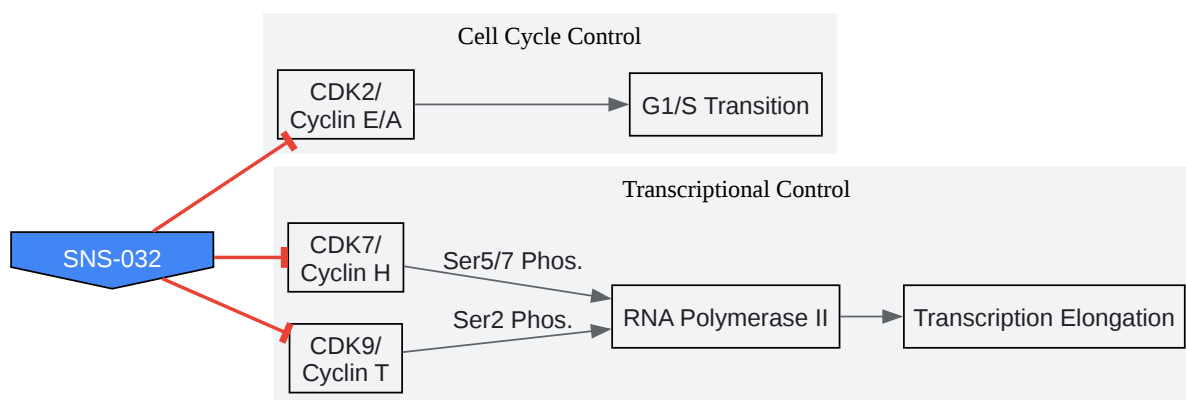 Cell Cycle Control
CDK2/
Cyclin E/A
G1/S Transition
Transcriptional Control
SNS-032
CDK7/
Cyclin H
Ser5/7 Phos.
Ser2 Phos.
RNA Polymerase II
Transcription Elongation
CDK9/
Cyclin T